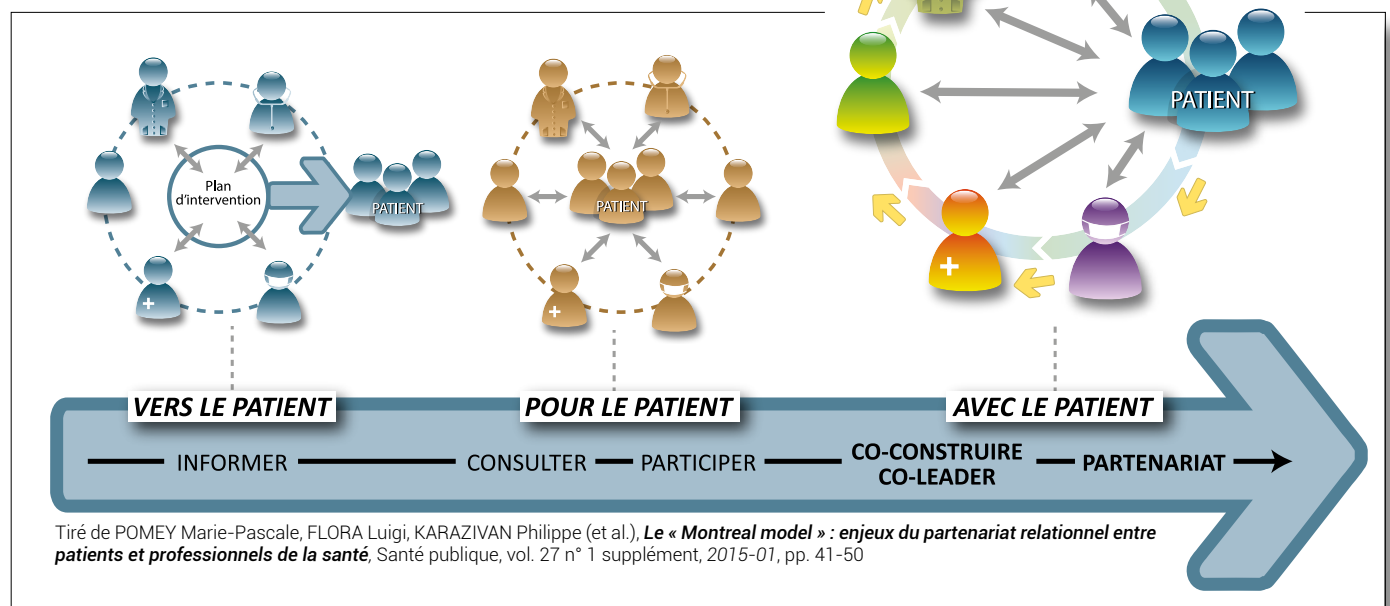 PATIENT
Plan
d'intervention
PATIENT
PATIENT
VERS LE PATIENT
POUR LE PATIENT
AVEC LE PATIENT
INFORMER
CONSULTER
PARTICIPER
CO-CONSTRUIRE
CO-LEADER
PARTENARIAT
Tiré de POMEY Marie-Pascale, FLORA Luigi, KARAZIVAN Philippe (et al.), Le « Montreal model » : enjeux du partenariat relationnel entre
patients et professionnels de la santé, Santé publique, vol. 27 n° 1 supplément, 2015-01, pp. 41-50